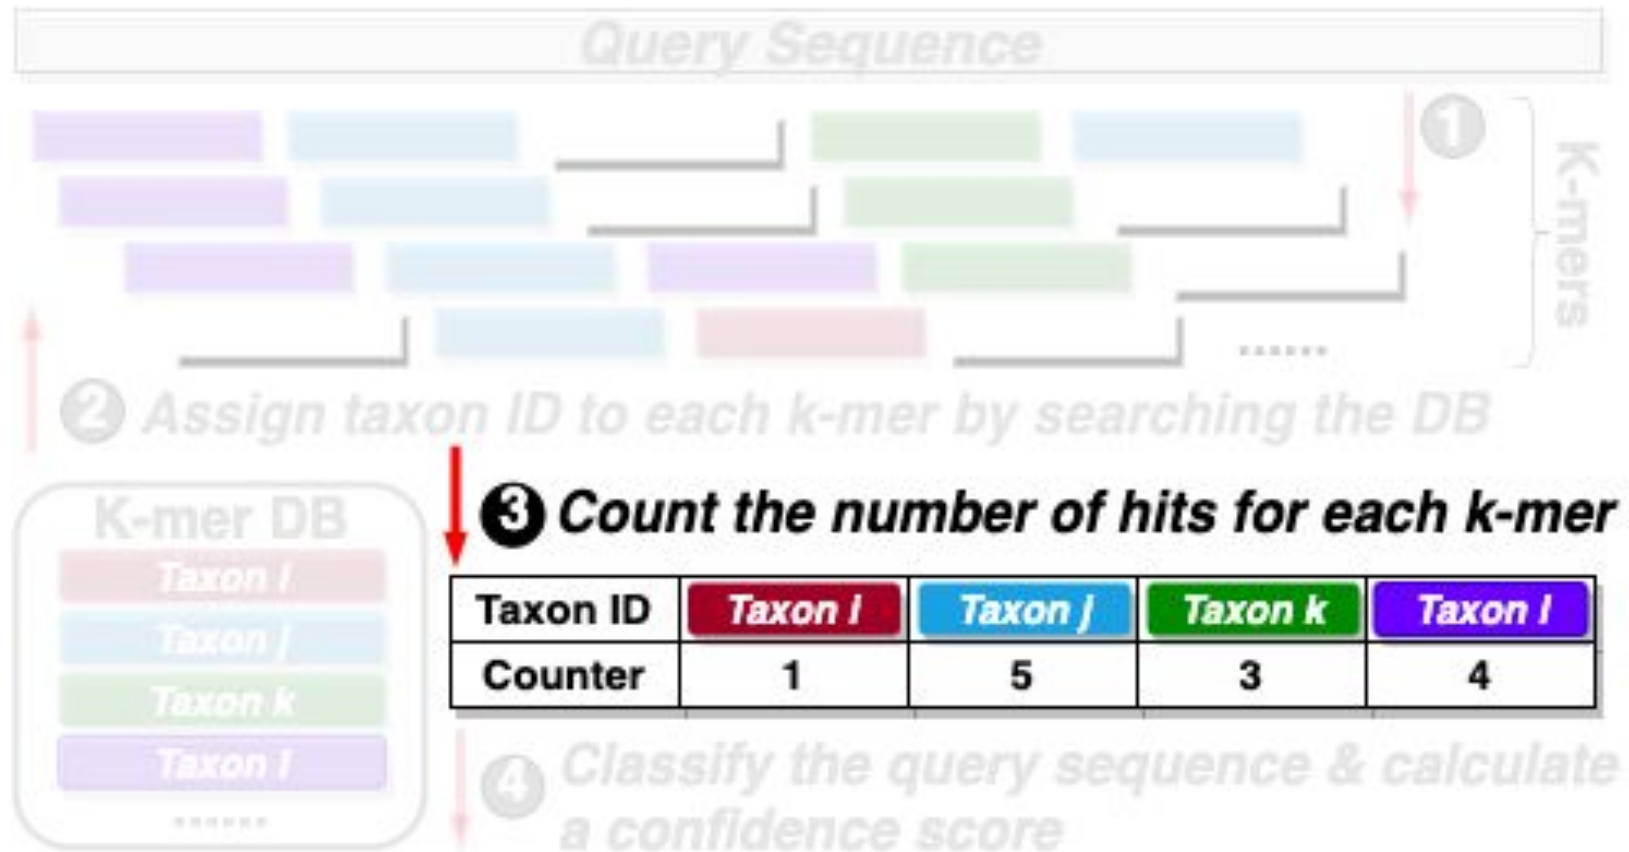 Query Sequence
1
K-mers
2 Assign taxon ID to each k-mer by searching the DB
K-mer DB
Taxon i
Taxon j
Taxon k
Taxon l
......
......
3 Count the number of hits for each k-mer
Taxon ID Taxon i Taxon j Taxon k Taxon l
Counter 1 5 3 4
4 Classify the query sequence & calculate
a confidence score